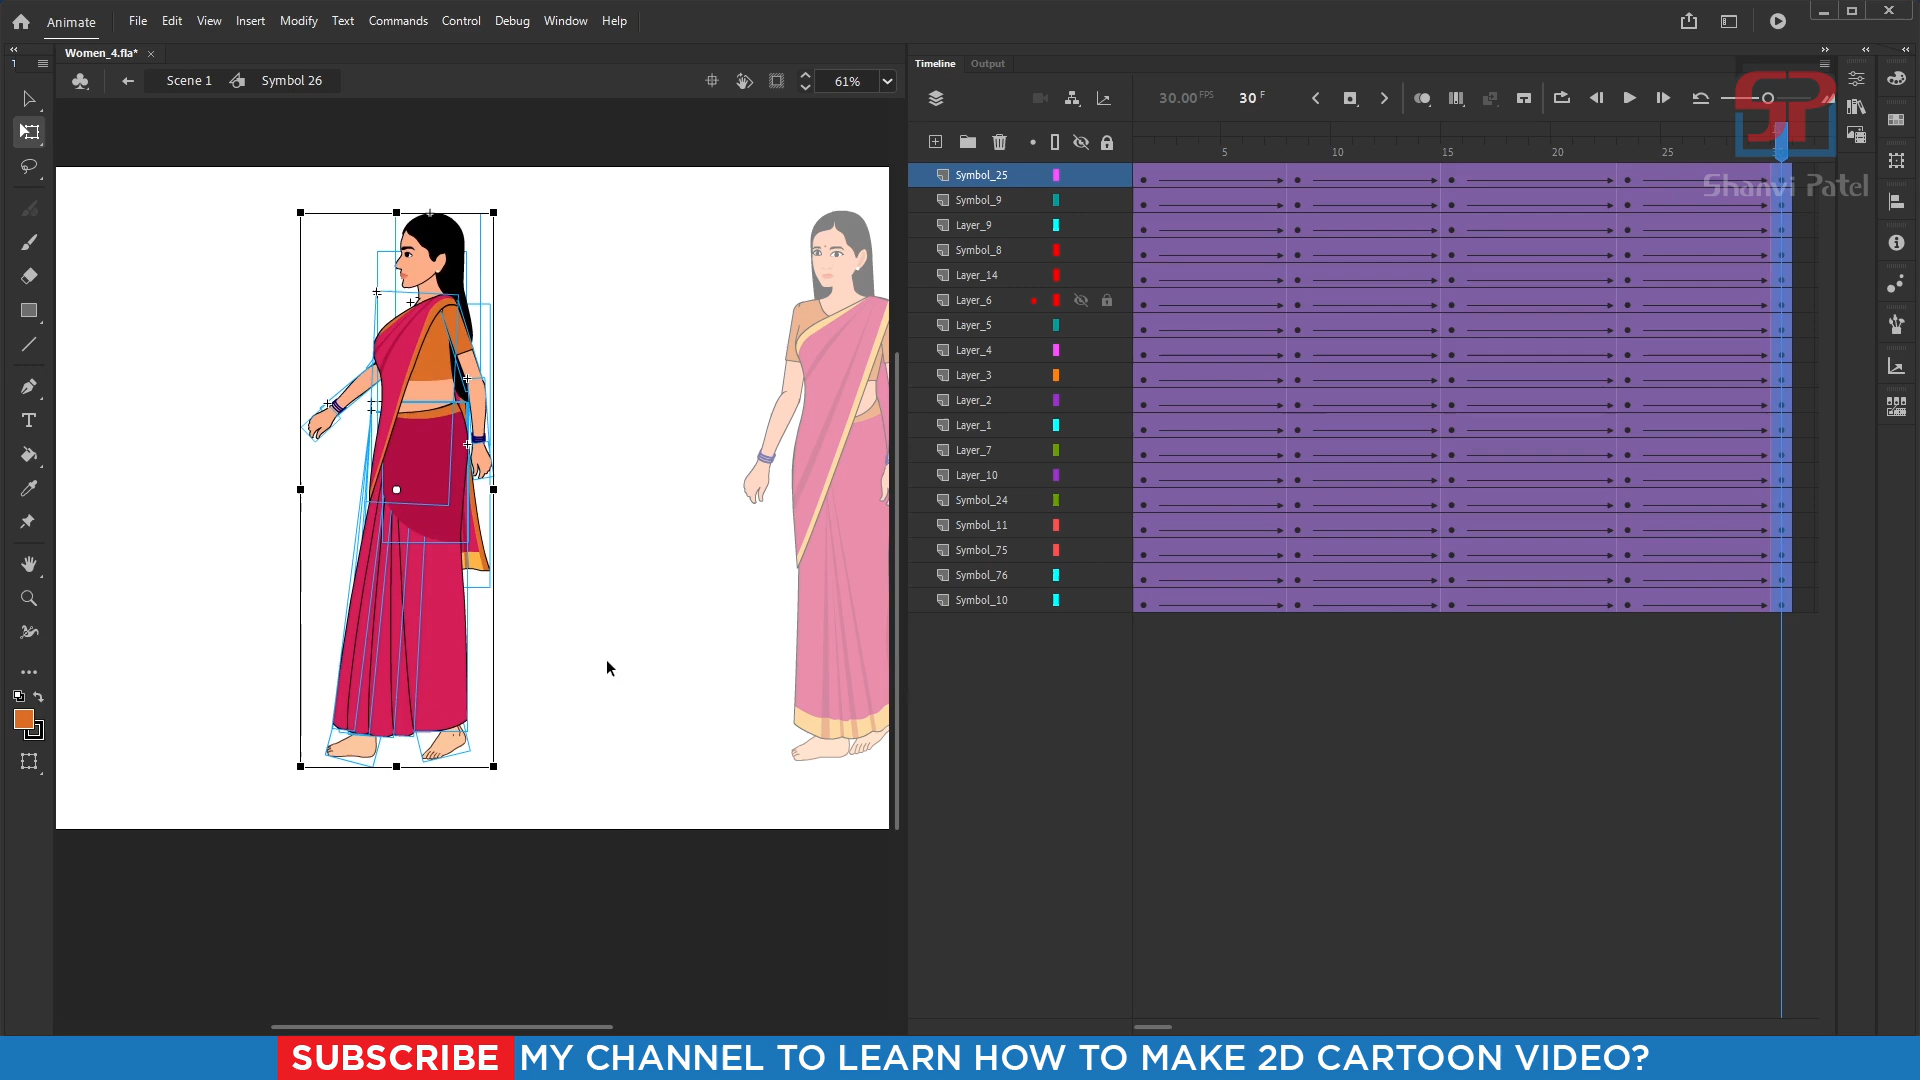 Animate File Edit View Insert Modify Text Commands Control Debug Window Help
Women_4.fla*
Scene 1 Symbol 26 61%
Timeline Output
30.00 FPS 30 F
5 10 15 20 25
Symbol_25
Symbol_9
Layer_9
Symbol_8
Layer_14
Layer_6
Layer_5
Layer_4
Layer_3
Layer_2
Layer_1
Layer_7
Layer_10
Symbol_24
Symbol_11
Symbol_75
Symbol_76
Symbol_10
Shanvi Patel
SUBSCRIBE MY CHANNEL TO LEARN HOW TO MAKE 2D CARTOON VIDEO?